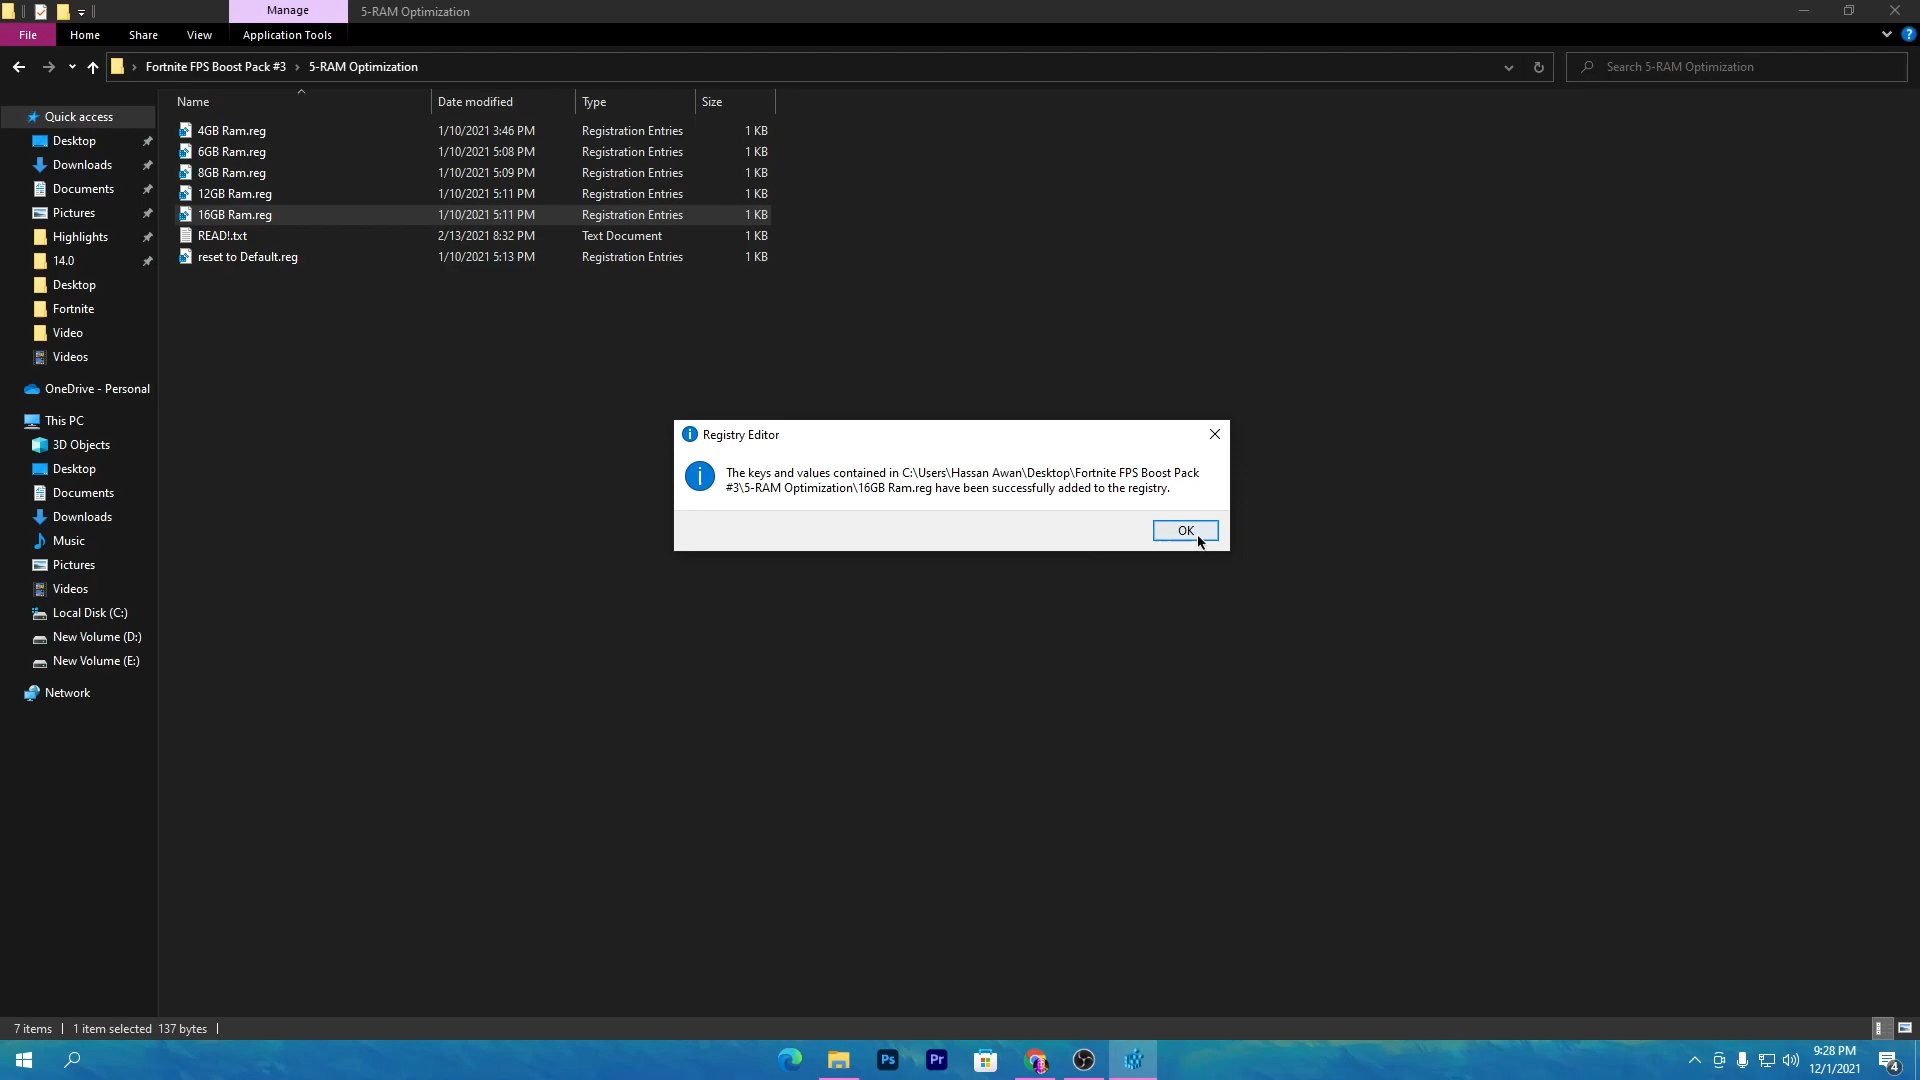 Manage
5-RAM Optimization
File
Home
Share
View
Application Tools
Fortnite FPS Boost Pack #3
5-RAM Optimization
Search 5-RAM Optimization
Name
Date modified
Type
Size
4GB Ram.reg 1/10/2021 3:46 PM Registration Entries 1 KB
6GB Ram.reg 1/10/2021 5:08 PM Registration Entries 1 KB
8GB Ram.reg 1/10/2021 5:09 PM Registration Entries 1 KB
12GB Ram.reg 1/10/2021 5:11 PM Registration Entries 1 KB
16GB Ram.reg 1/10/2021 5:11 PM Registration Entries 1 KB
READ!.txt 2/13/2021 8:32 PM Text Document 1 KB
reset to Default.reg 1/10/2021 5:13 PM Registration Entries 1 KB
Quick access
Desktop
Downloads
Documents
Pictures
Highlights
14.0
Desktop
Fortnite
Video
Videos
OneDrive - Personal
This PC
3D Objects
Desktop
Documents
Downloads
Music
Pictures
Videos
Local Disk (C:)
New Volume (D:)
New Volume (E:)
Network
Registry Editor
The keys and values contained in C:\Users\Hassan Awan\Desktop\Fortnite FPS Boost Pack
#3\5-RAM Optimization\16GB Ram.reg have been successfully added to the registry.
OK
7 items
1 item selected 137 bytes
Ps
Pr
9:28 PM
12/1/2021
4